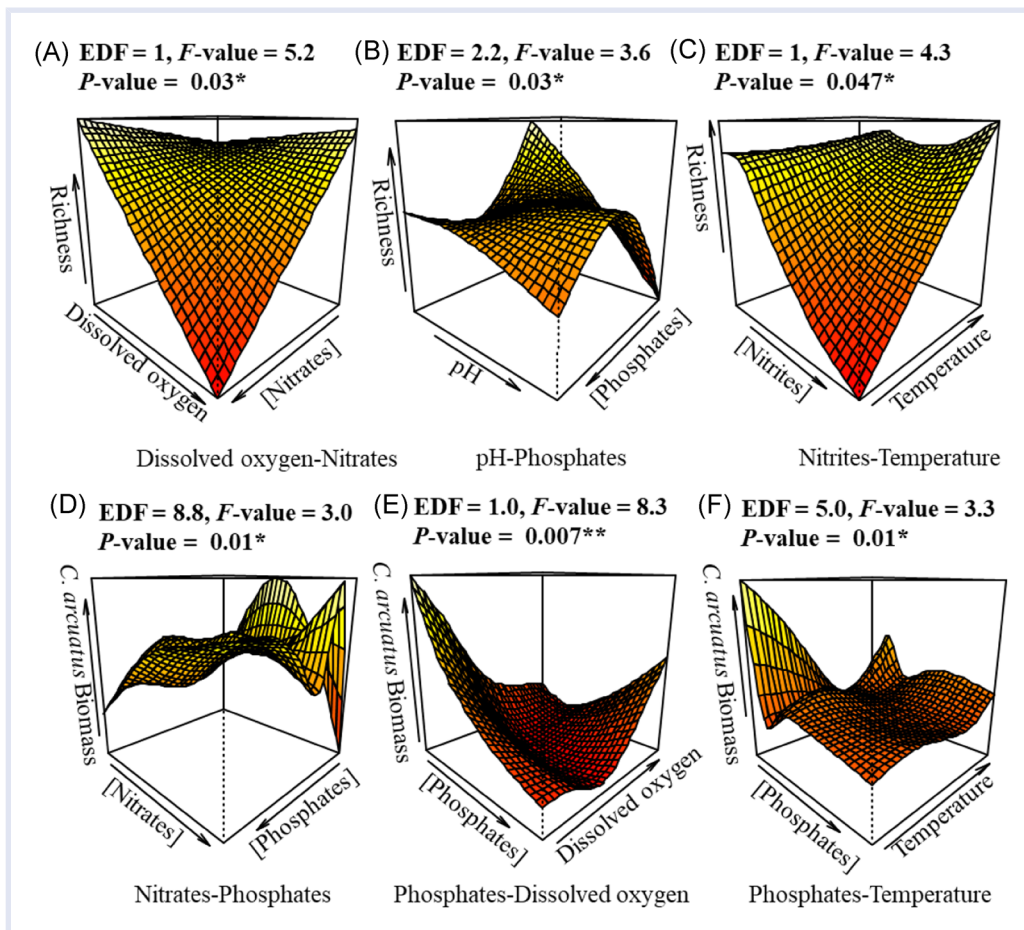 (A) EDF = 1, F-value = 5.2
P-value = 0.03*
(B) EDF = 2.2, F-value = 3.6
P-value = 0.03*
(C) EDF = 1, F-value = 4.3
P-value = 0.047*
Richness
Dissolved oxygen
[Nitrates]
Richness
pH
[Phosphates]
Richness
[Nitrites]
Temperature
Dissolved oxygen-Nitrates
pH-Phosphates
Nitrites-Temperature
(D) EDF = 8.8, F-value = 3.0
P-value = 0.01*
(E) EDF = 1.0, F-value = 8.3
P-value = 0.007**
(F) EDF = 5.0, F-value = 3.3
P-value = 0.01*
C. arcuatus Biomass
[Nitrates]
[Phosphates]
C. arcuatus Biomass
[Phosphates]
Dissolved oxygen
C. arcuatus Biomass
[Phosphates]
Temperature
Nitrates-Phosphates
Phosphates-Dissolved oxygen
Phosphates-Temperature